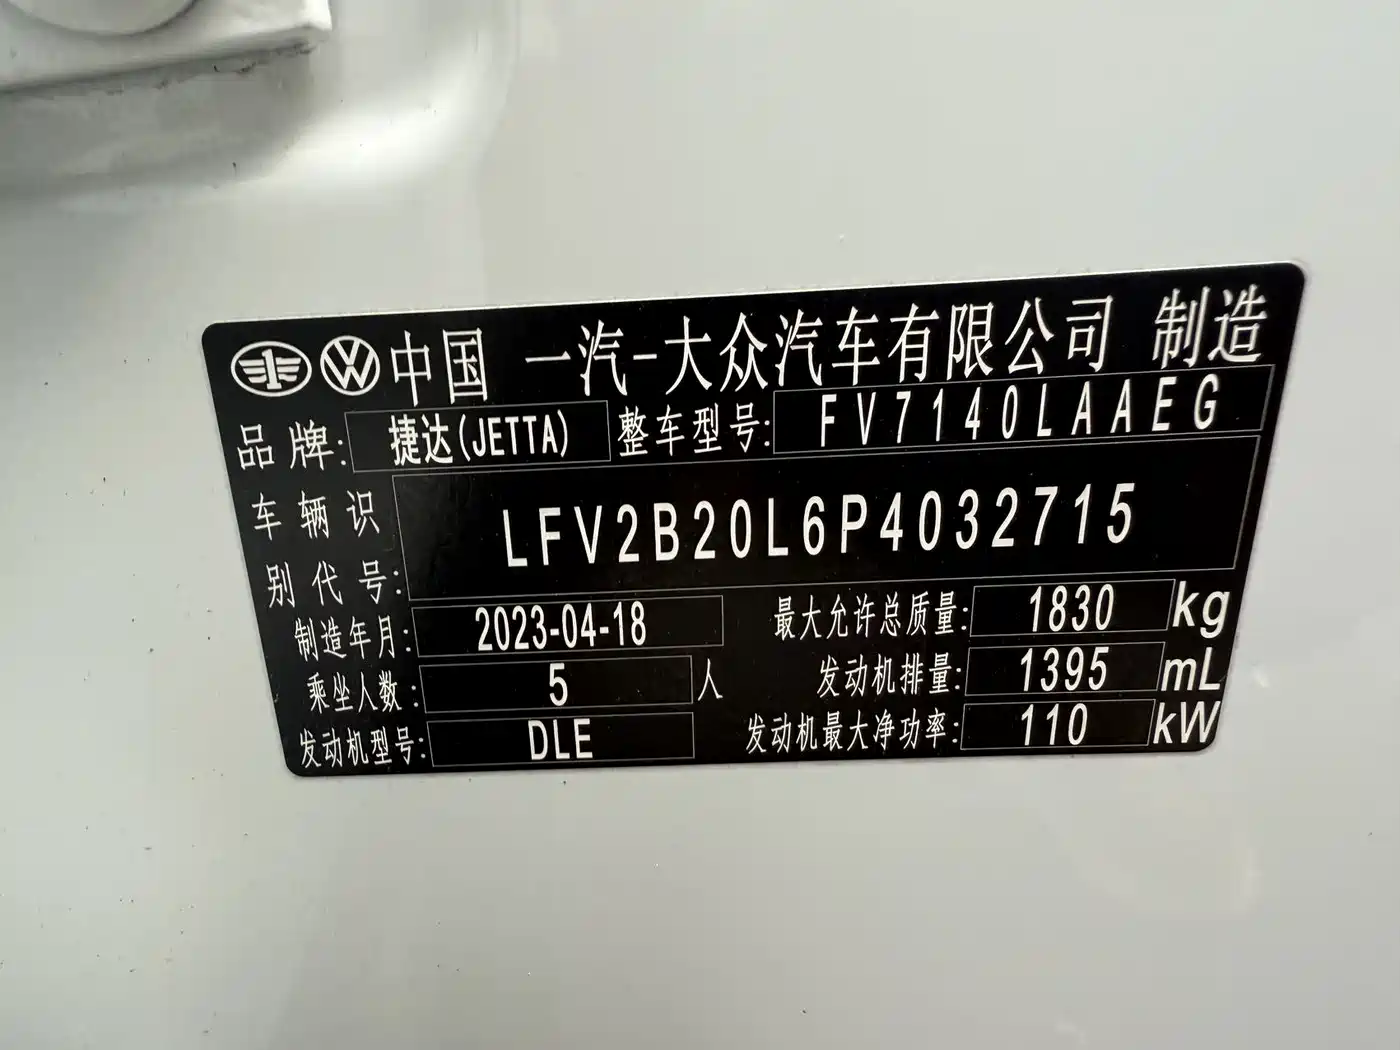 中国 一汽-大众汽车有限公司 制造
品牌: 捷达(JETTA) 整车型号: FV7140LAAEG
车辆识别代号: LFV2B20L6P4032715
制造年月: 2023-04-18 最大允许总质量: 1830 kg
乘坐人数: 5 人 发动机排量: 1395 mL
发动机型号: DLE 发动机最大净功率: 110 kW